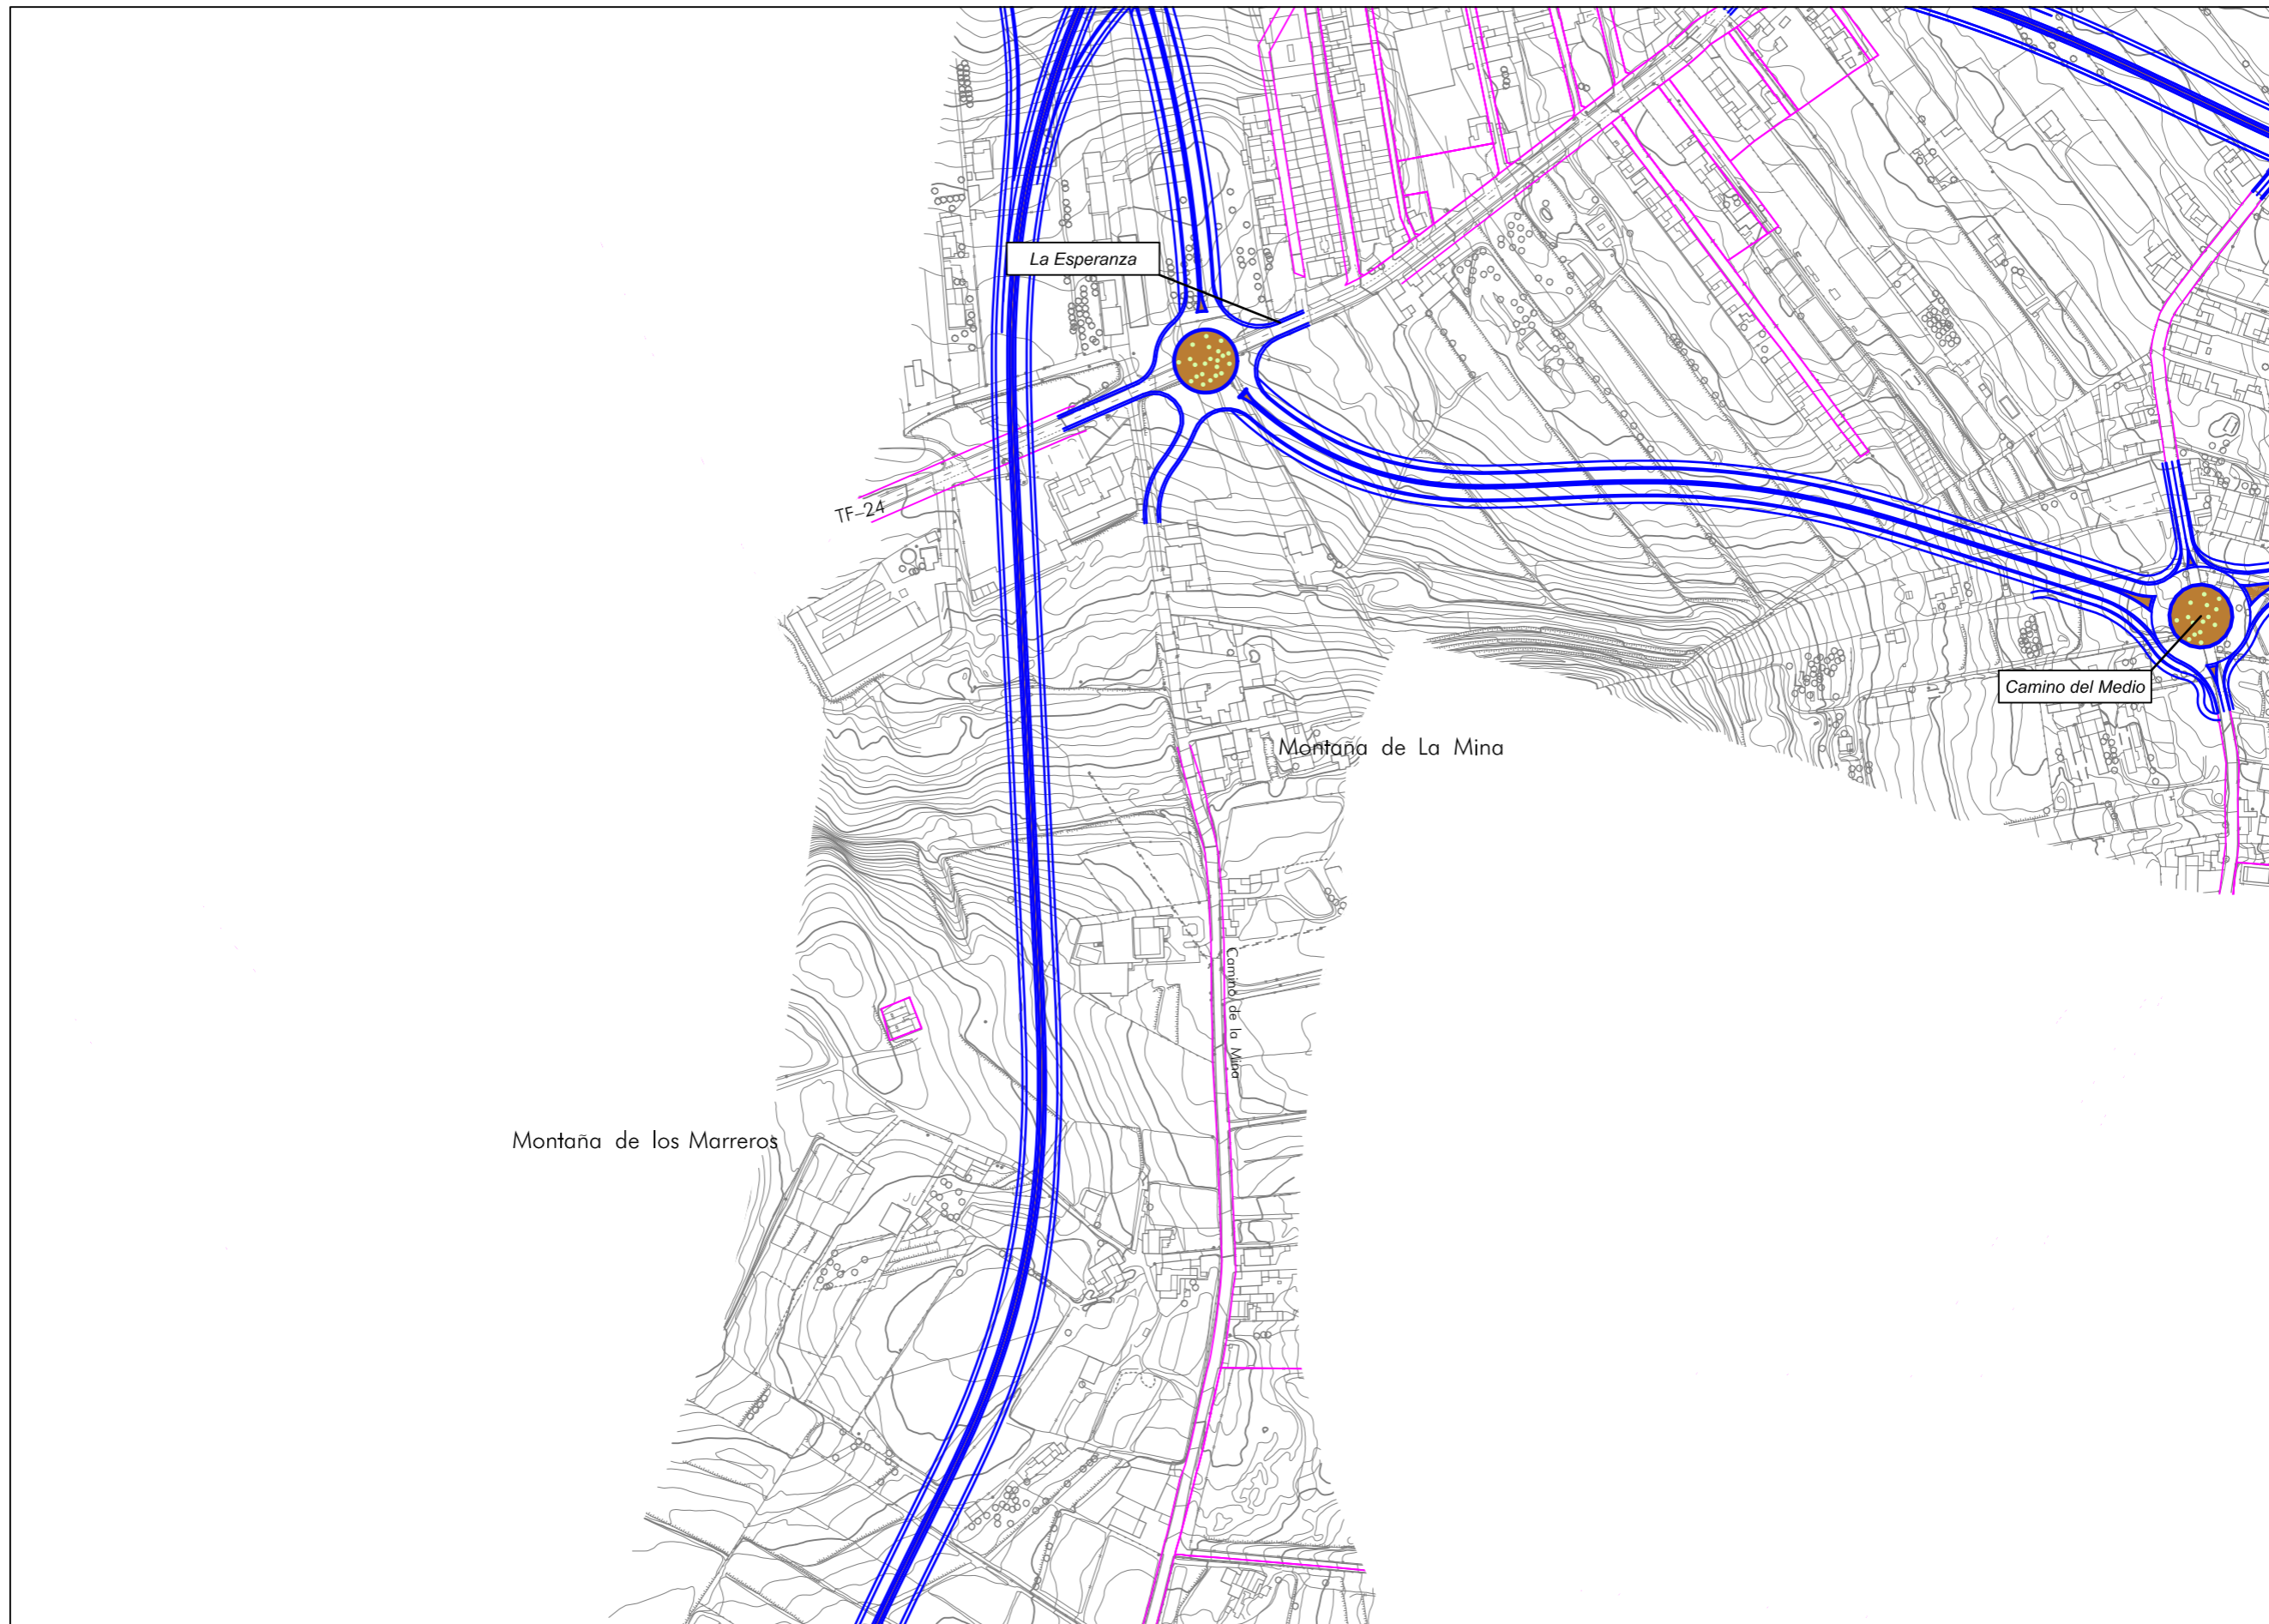 La Esperanza
TF-24
Camino del Medio
Montaña de La Mina
Camino de la Mina
Montaña de los Marreros